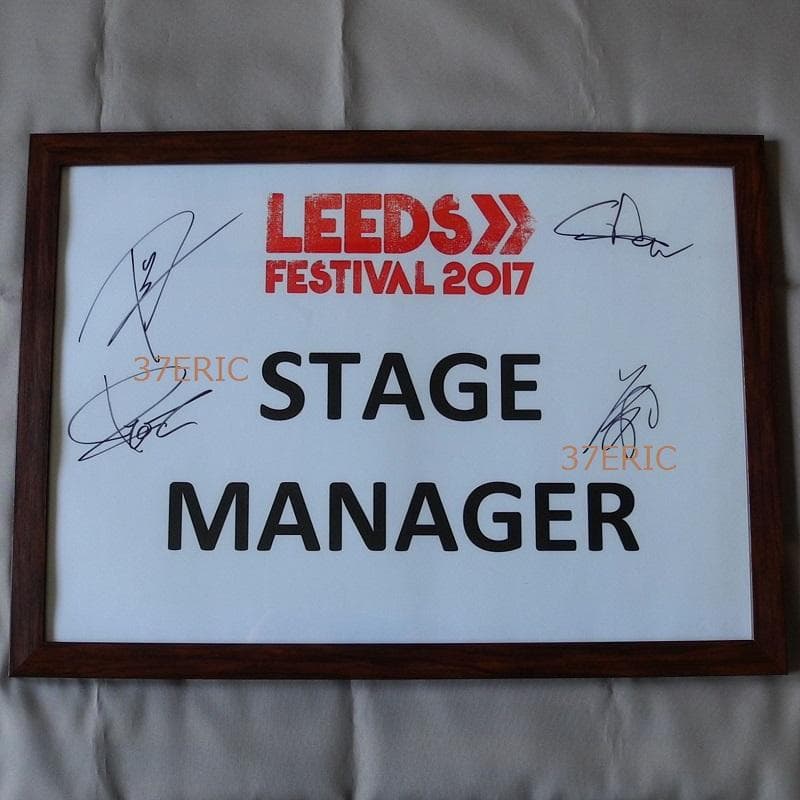 LEEDS
FESTIVAL 2017
37ERIC
STAGE
37ERIC
MANAGER